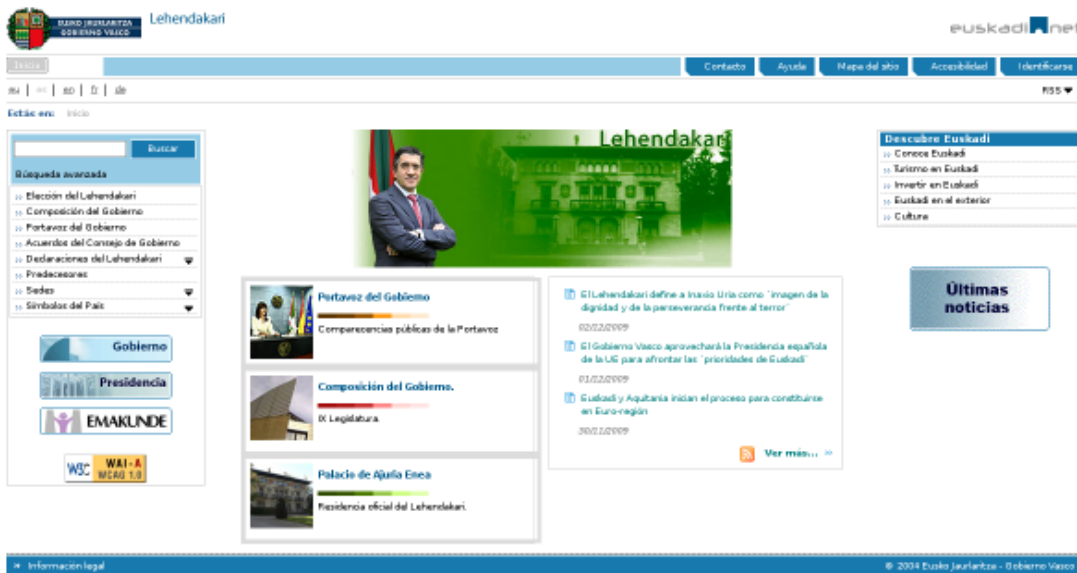 EUSKO JAURLARITZA
GOBIERNO VASCO
Lehendakari
euskadi net
Inicio
Contacto
Ayuda
Mapa del sitio
Accesibilidad
Identificarse
eu | es | en | fr | de
RSS
Estás en: Inicio
Buscar
Búsqueda avanzada
Elección del Lehendakari
Composición del Gobierno
Portavoz del Gobierno
Acuerdos del Consejo de Gobierno
Declaraciones del Lehendakari
Predecesores
Sedes
Símbolos del País
Gobierno
Presidencia
EMAKUNDE
W3C WAI-A
WCAG 1.0
Lehendakari
Portavoz del Gobierno
Comparecencias públicas de la Portavoz
Composición del Gobierno.
IX Legislatura.
Palacio de Ajuria Enea
Residencia oficial del Lehendakari.
El Lehendakari define a Inaxio Uria como ¨imagen de la
dignidad y de la perseverancia frente al terror¨
02/12/2009
El Gobierno Vasco aprovechará la Presidencia española
de la UE para afrontar las ¨prioridades de Euskadi¨
01/12/2009
Euskadi y Aquitania inician el proceso para constituirse
en Euro-región
30/11/2009
Ver más... »
Descubre Euskadi
Conoce Euskadi
Turismo en Euskadi
Invertir en Euskadi
Euskadi en el exterior
Cultura
Últimas
noticias
Información legal
© 2004 Eusko Jaurlaritza - Gobierno Vasco